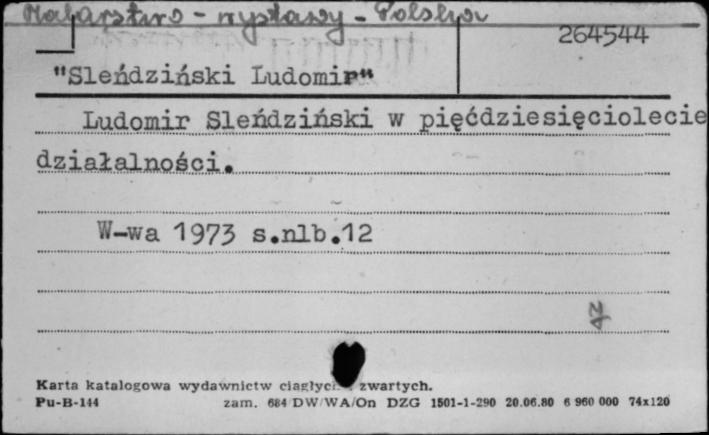 Malarstwo - wystawy - Polska
264544
"Sleńdziński Ludomir"
Ludomir Sleńdziński w pięćdziesięciolecie
działalności.
W-wa 1973 s.nlb.12
Karta katalogowa wydawnictw ciągłych zwartych.
Pu-B-144 zam. 684/DW/WA/On DZG 1501-1-290 20.06.80 6 960 000 74x120